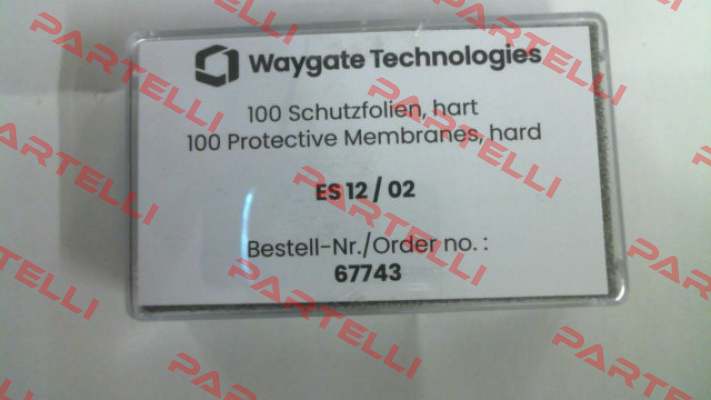 Waygate Technologies
100 Schutzfolien, hart
100 Protective Membranes, hard
ES 12 / 02
Bestell-Nr./Order no. :
67743
PARTELLI
PARTELLI
PARTELLI
PARTELLI
PARTELLI
PARTELLI
PARTELLI
PARTELLI